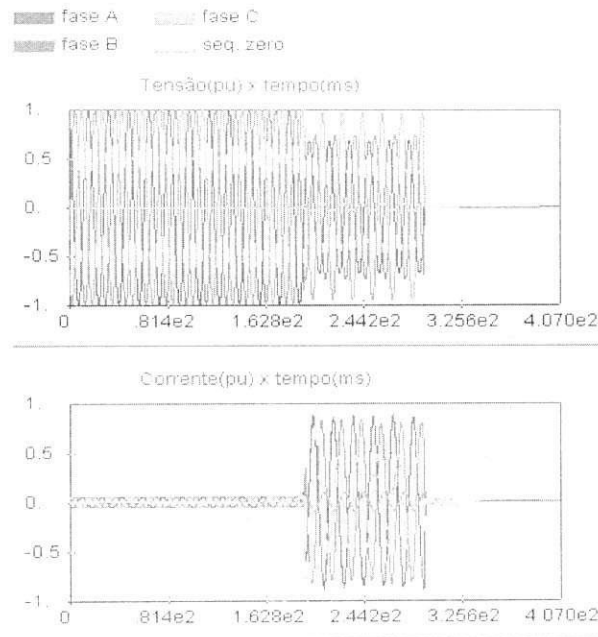 fase A fase C
fase B seq. zero
Tensão(pu) x tempo(ms)
1.
0.5
0.
-0.5
-1.
0 .814e2 1.628e2 2.442e2 3.256e2 4.070e2
Corrente(pu) x tempo(ms)
1.
0.5
0.
-0.5
-1.
0 .814e2 1.628e2 2.442e2 3.256e2 4.070e2